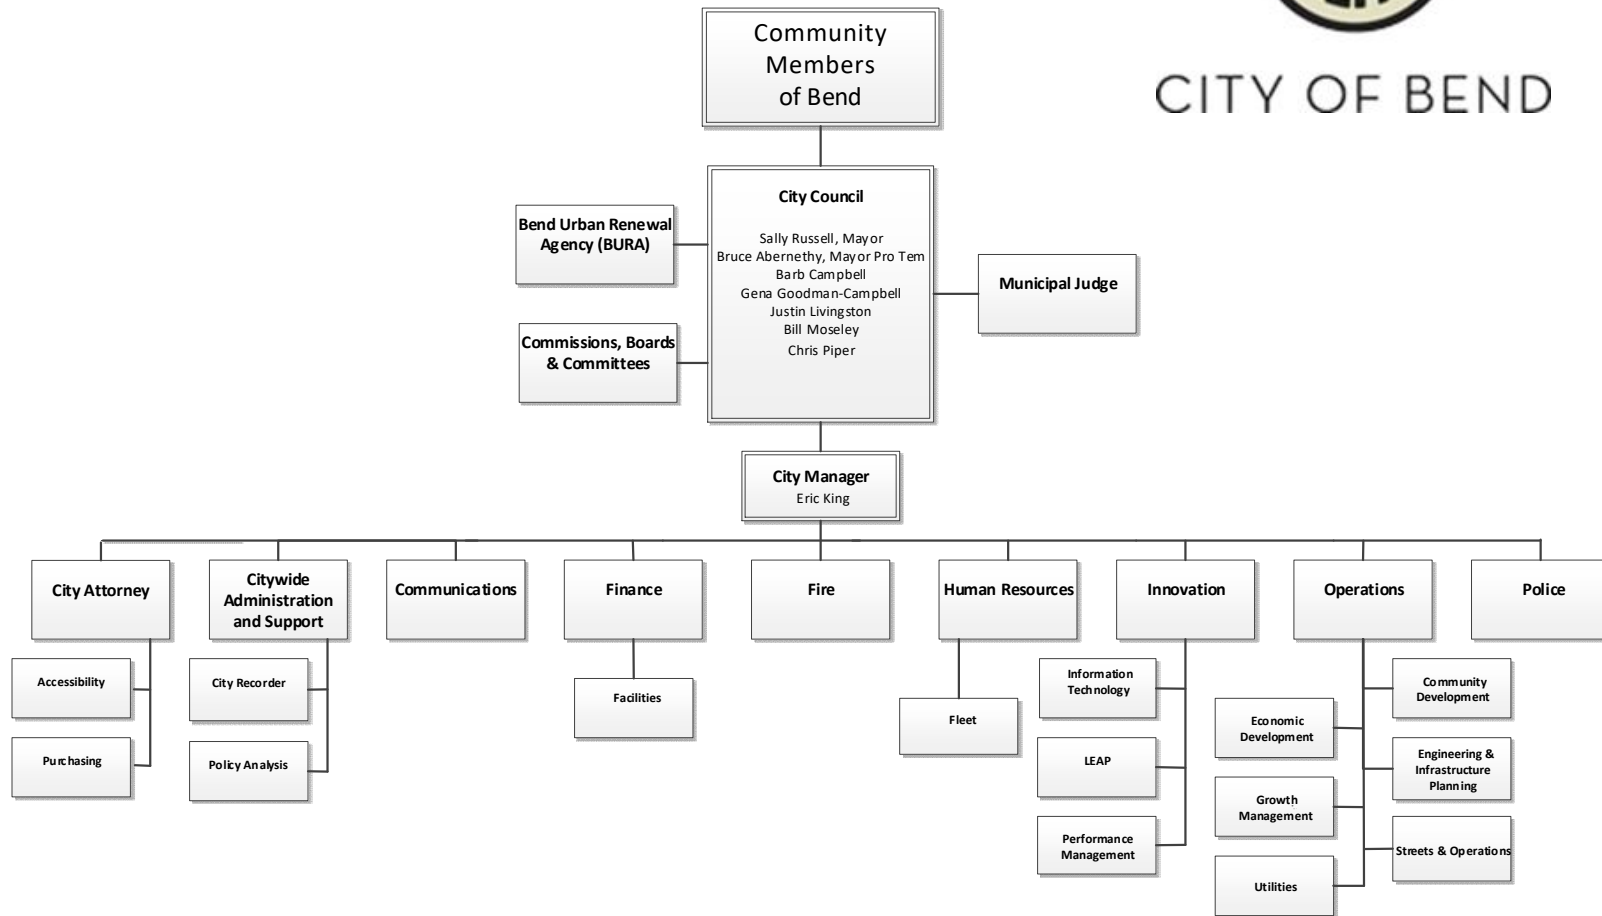 Community
Members
of Bend
CITY OF BEND
City Council
Sally Russell, Mayor
Bruce Abernethy, Mayor Pro Tem
Barb Campbell
Gena Goodman-Campbell
Justin Livingston
Bill Moseley
Chris Piper
Bend Urban Renewal
Agency (BURA)
Municipal Judge
Commissions, Boards
& Committees
City Manager
Eric King
City Attorney
Citywide
Administration
and Support
Communications
Finance
Fire
Human Resources
Innovation
Operations
Police
Accessibility
Purchasing
City Recorder
Policy Analysis
Facilities
Fleet
Information
Technology
LEAP
Performance
Management
Economic
Development
Growth
Management
Utilities
Community
Development
Engineering &
Infrastructure
Planning
Streets & Operations